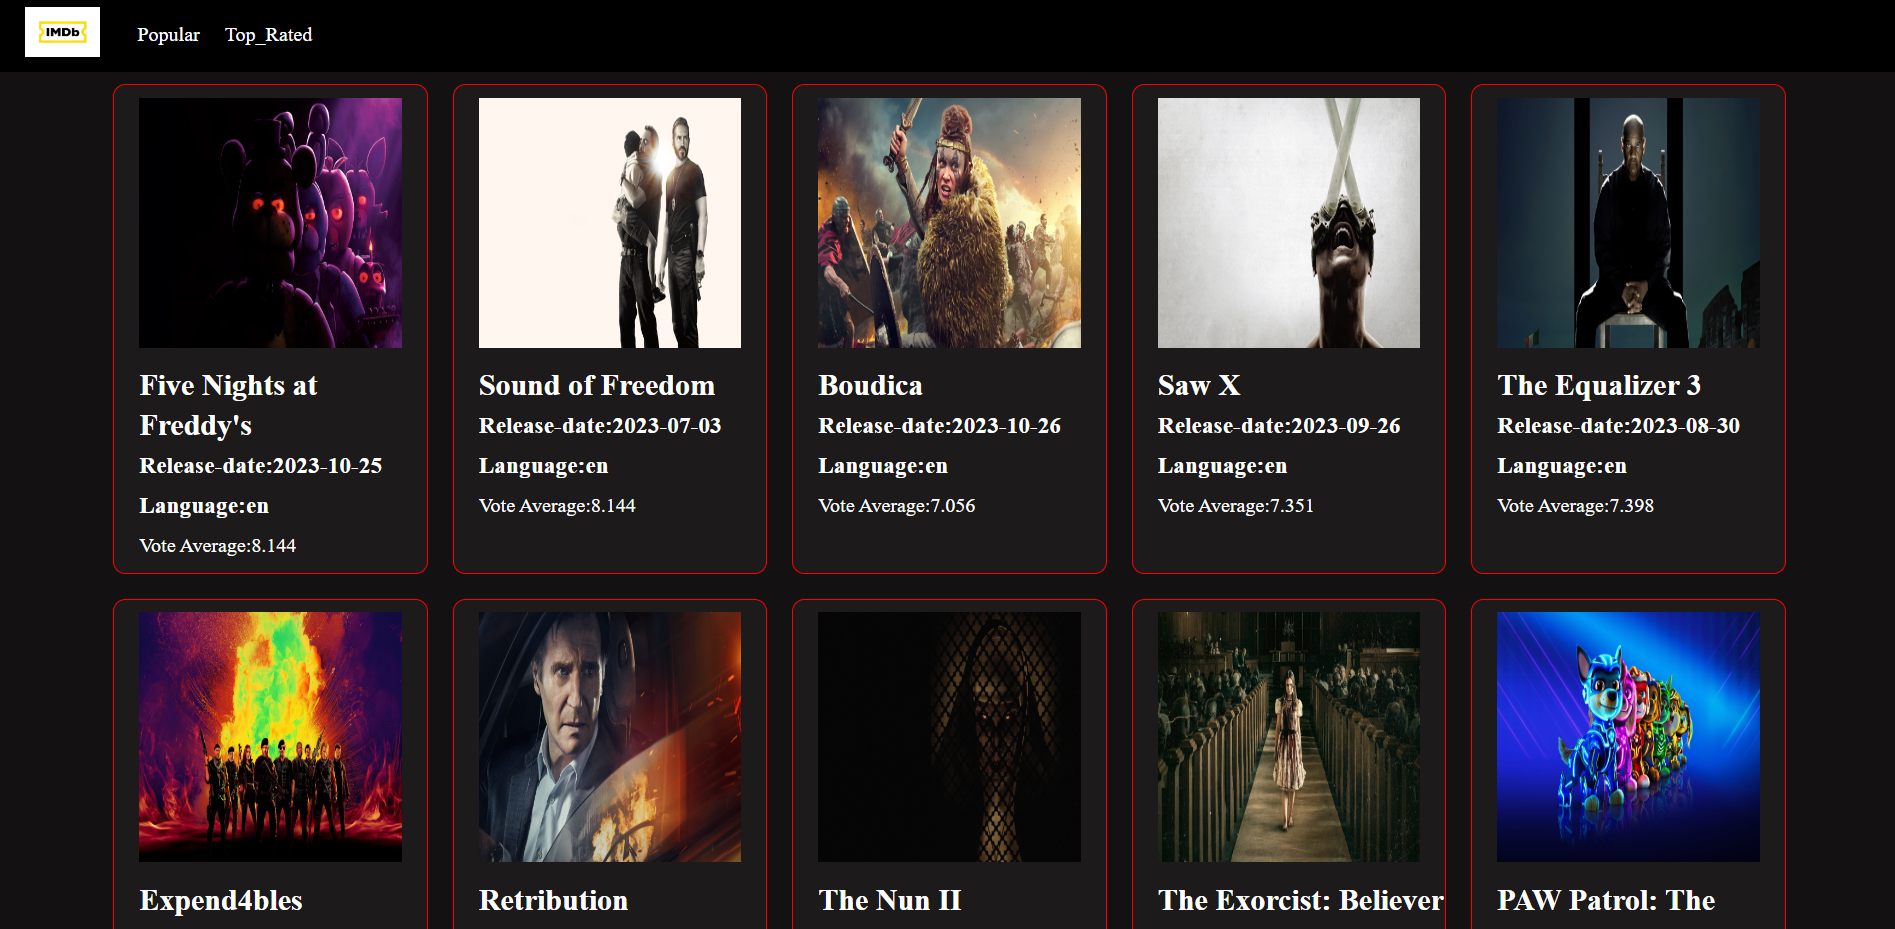 IMDb
Popular
Top_Rated
Five Nights at
Freddy's
Release-date:2023-10-25
Language:en
Vote Average:8.144
Sound of Freedom
Release-date:2023-07-03
Language:en
Vote Average:8.144
Boudica
Release-date:2023-10-26
Language:en
Vote Average:7.056
Saw X
Release-date:2023-09-26
Language:en
Vote Average:7.351
The Equalizer 3
Release-date:2023-08-30
Language:en
Vote Average:7.398
Expend4bles
Retribution
The Nun II
The Exorcist: Believer
PAW Patrol: The